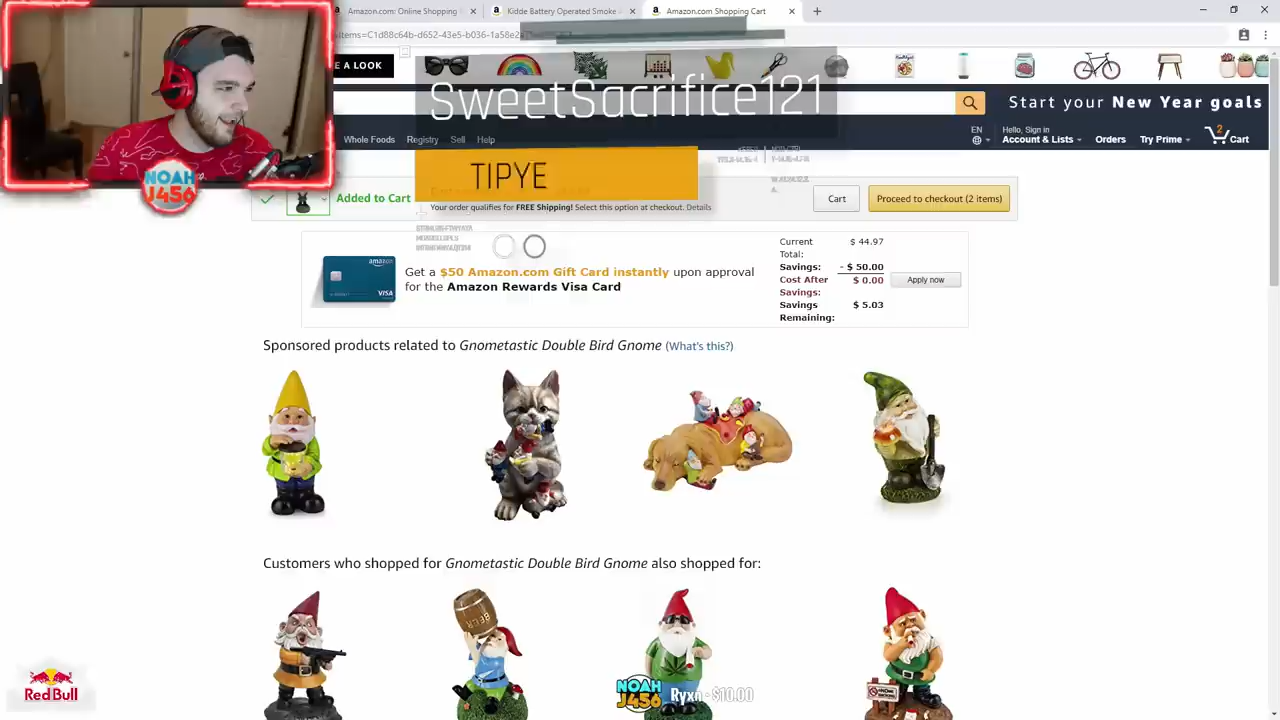 Amazon.com/ Online Shopping
Kidde Battery Operated Smoke
Amazon.com Shopping Cart
E A LOOK
SweetSacrifice121
Start your New Year goals
Whole Foods Registry Sell Help
EN
Hello, Sign in
Account & Lists
Orders
Try Prime
2
Cart
TIPYE
NOAH
J456
Added to Cart
Your order qualifies for FREE Shipping! Select this option at checkout. Details
Cart
Proceed to checkout (2 items)
amazon
VISA
Get a $50 Amazon.com Gift Card instantly upon approval
for the Amazon Rewards Visa Card
Current Total: $ 44.97
Savings: - $ 50.00
Cost After Savings: $ 0.00
Savings Remaining: $ 5.03
Apply now
Sponsored products related to Gnometastic Double Bird Gnome (What's this?)
Customers who shopped for Gnometastic Double Bird Gnome also shopped for:
BEER
Red Bull
NOAH
J456
Ryxn - $10.00